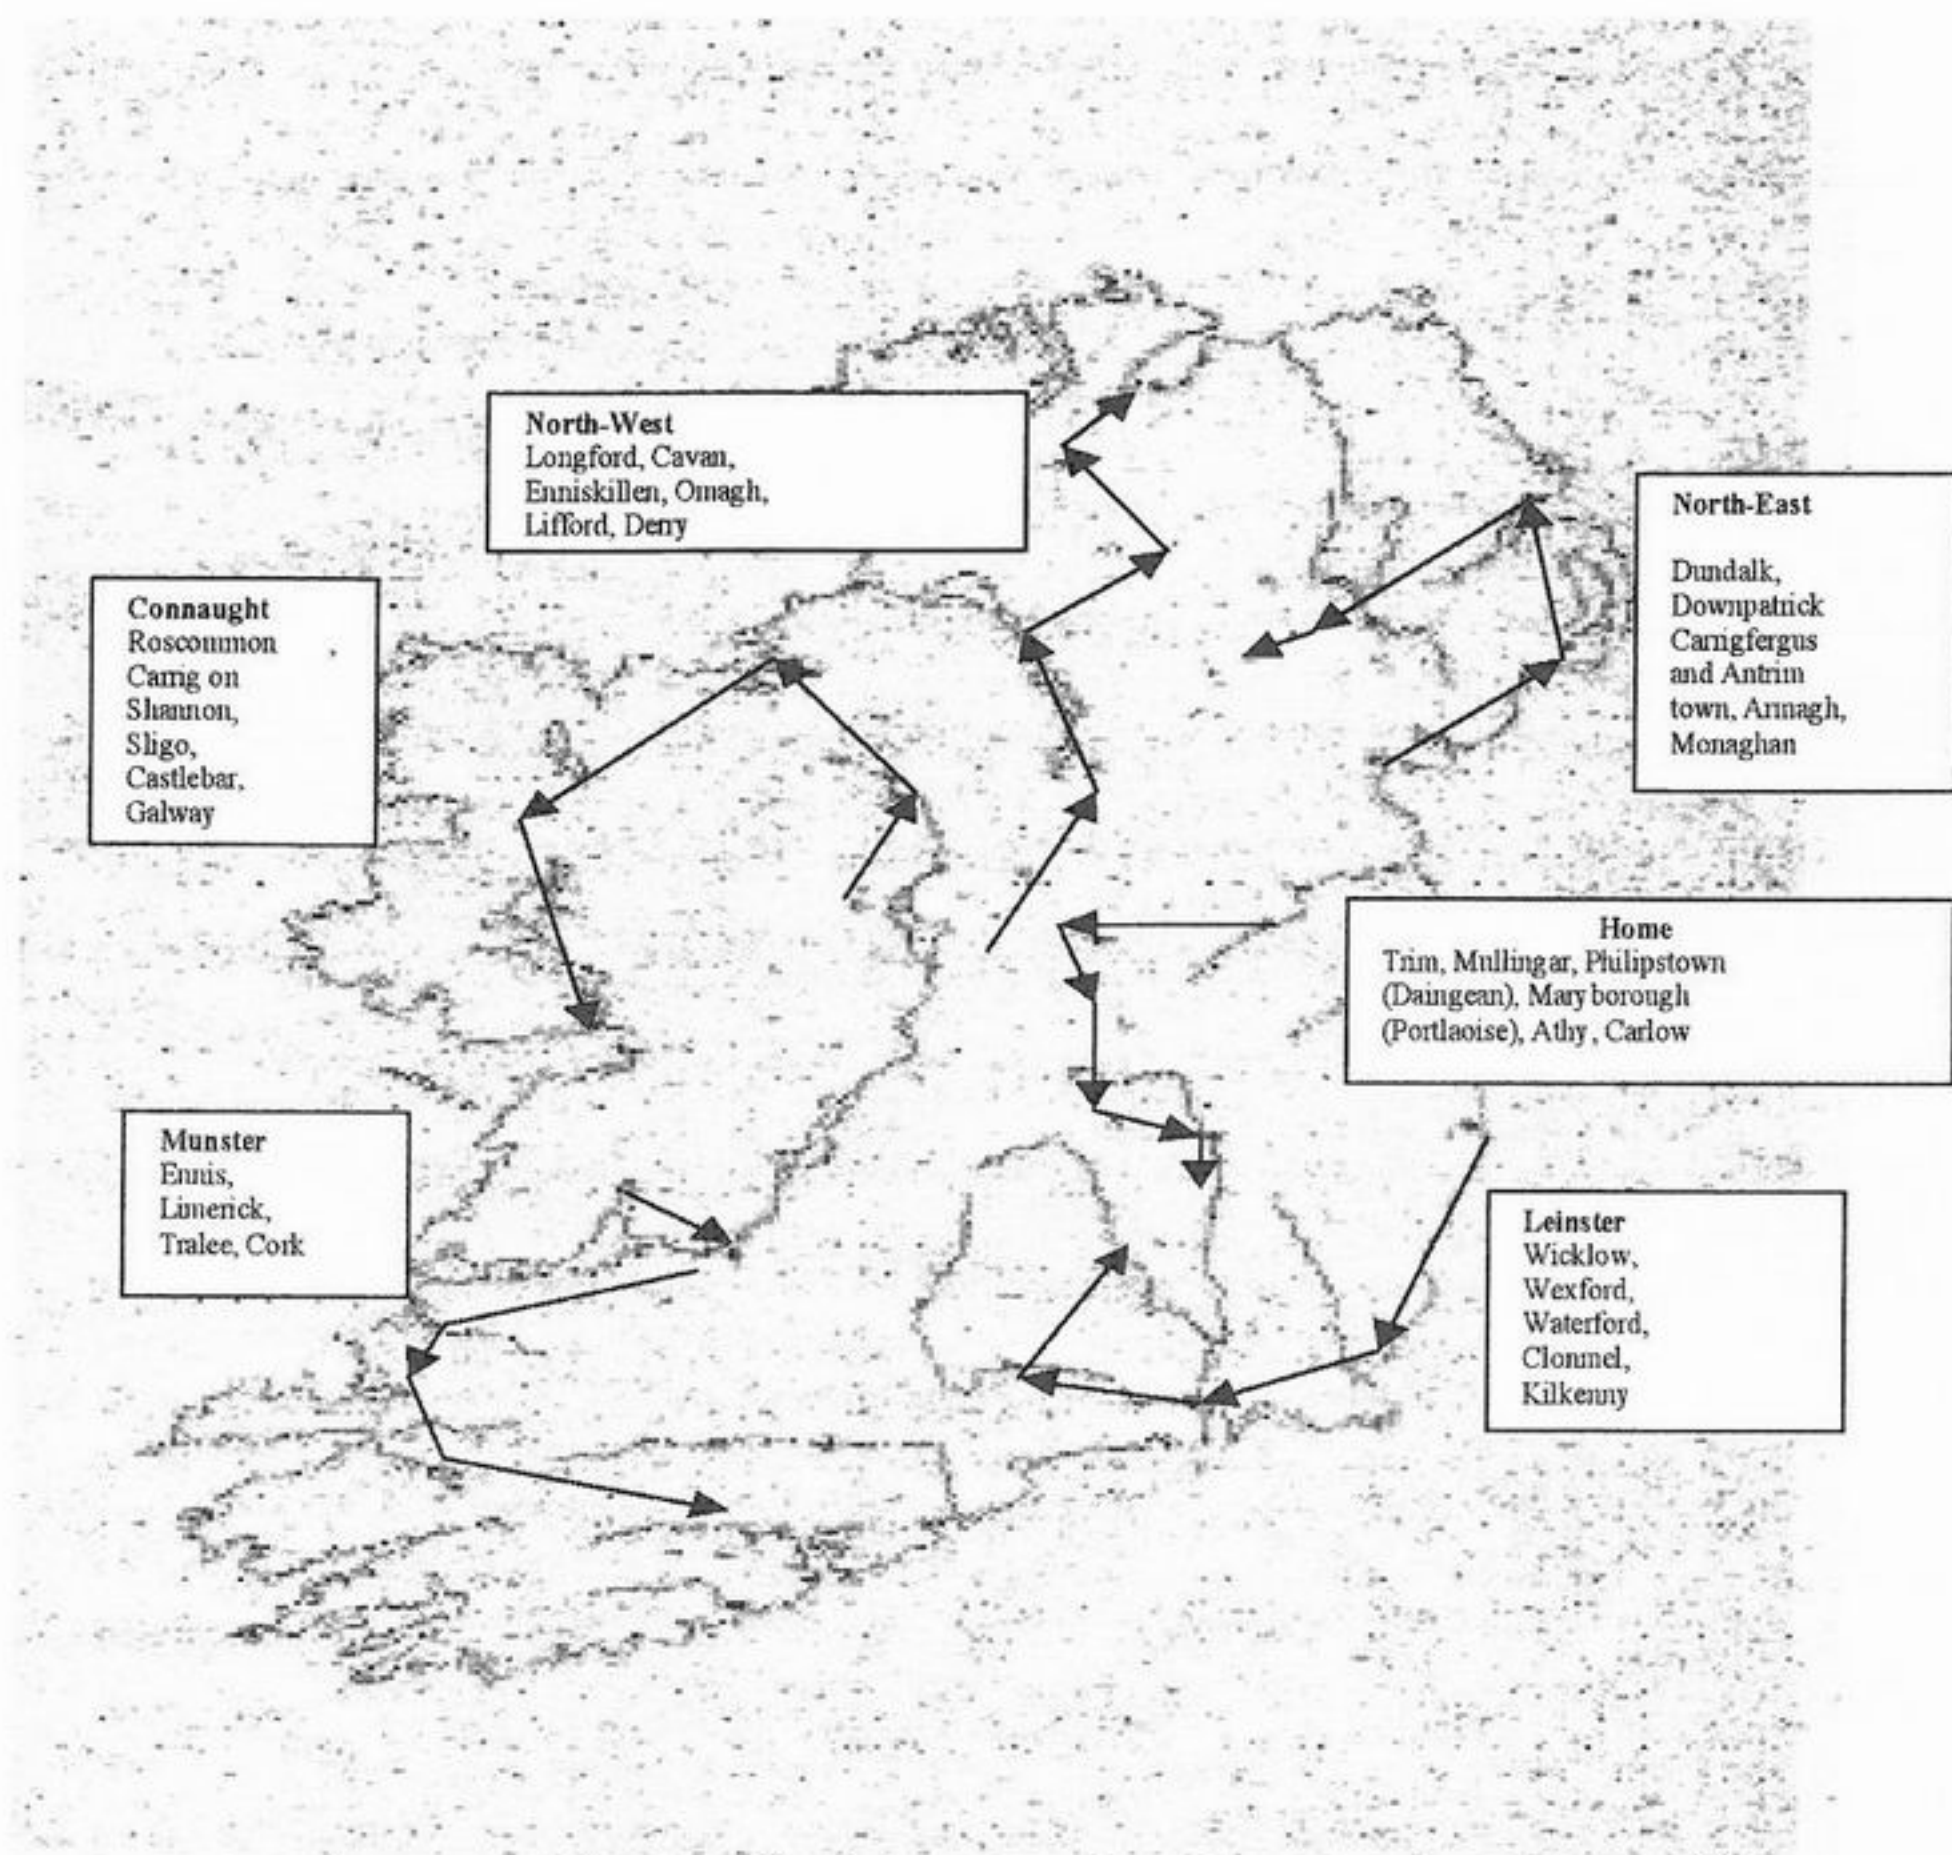 North-West
Longford, Cavan,
Enniskillen, Omagh,
Lifford, Derry
North-East
Dundalk,
Downpatrick
Carrigfergus
and Antrim
town, Armagh,
Monaghan
Connaught
Roscommon
Carrig on
Shannon,
Sligo,
Castlebar,
Galway
Home
Trim, Mullingar, Philipstown
(Daingean), Maryborough
(Portlaoise), Athy, Carlow
Munster
Ennis,
Limerick,
Tralee, Cork
Leinster
Wicklow,
Wexford,
Waterford,
Clonmel,
Kilkenny